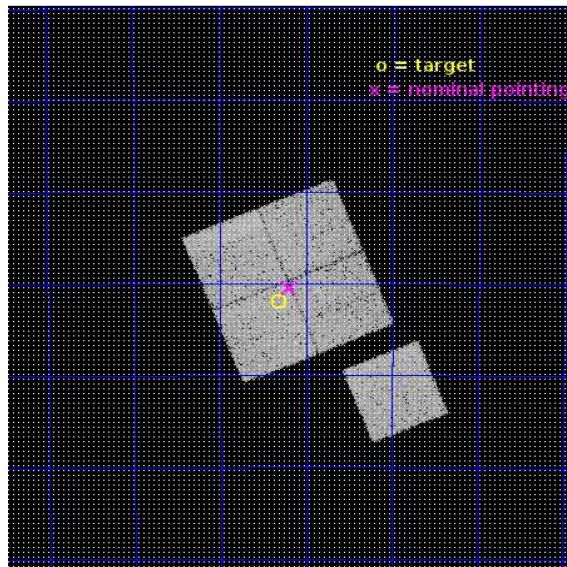 o = target
x = nominal pointing